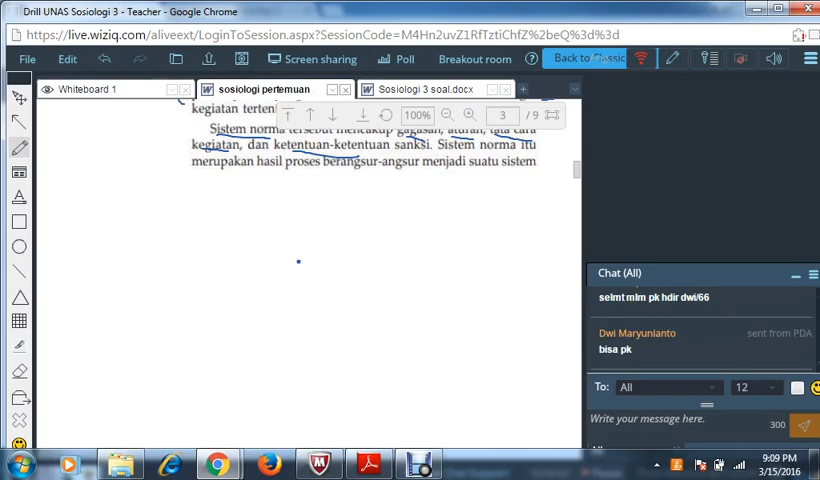 Drill UNAS Sosiologi 3 - Teacher - Google Chrome
https://live.wiziq.com/aliveext/LoginToSession.aspx?SessionCode=M4Hn2uvZ1RfTztiChfZ%2beQ%3d%3d
File Edit Screen sharing Poll Breakout room Back to Classic
Whiteboard 1 sosiologi pertemuan Sosiologi 3 soal.docx
kegiatan
100% 3 / 9
Sistem norma tersebut mencakup gagasan, aturan, tata cara
kegiatan, dan ketentuan-ketentuan sanksi. Sistem norma itu
merupakan hasil proses berangsur-angsur menjadi suatu sistem
Chat (All)
selmt mlm pk hdir dwi/66
Dwi Maryunianto sent from PDA
bisa pk
To: All 12
Write your message here.
300
9:09 PM
3/15/2016